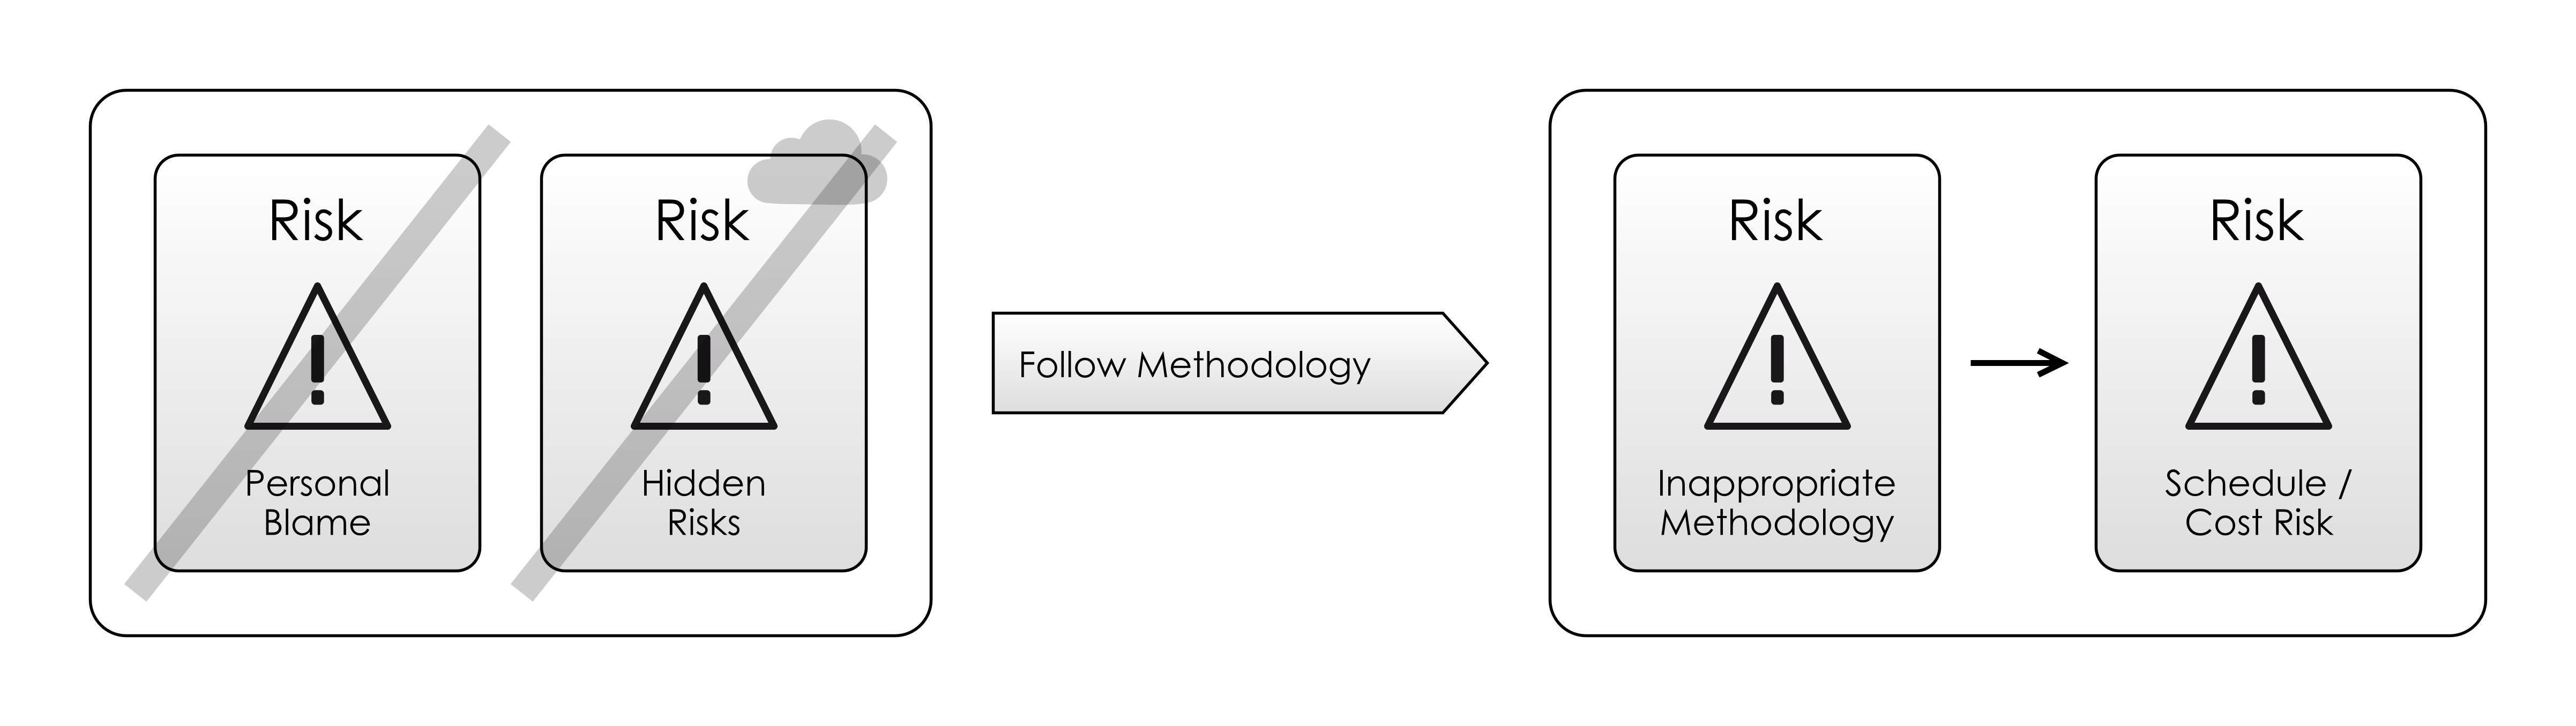 Risk
Personal
Blame
Risk
Hidden
Risks
Follow Methodology
Risk
Inappropriate
Methodology
Risk
Schedule /
Cost Risk